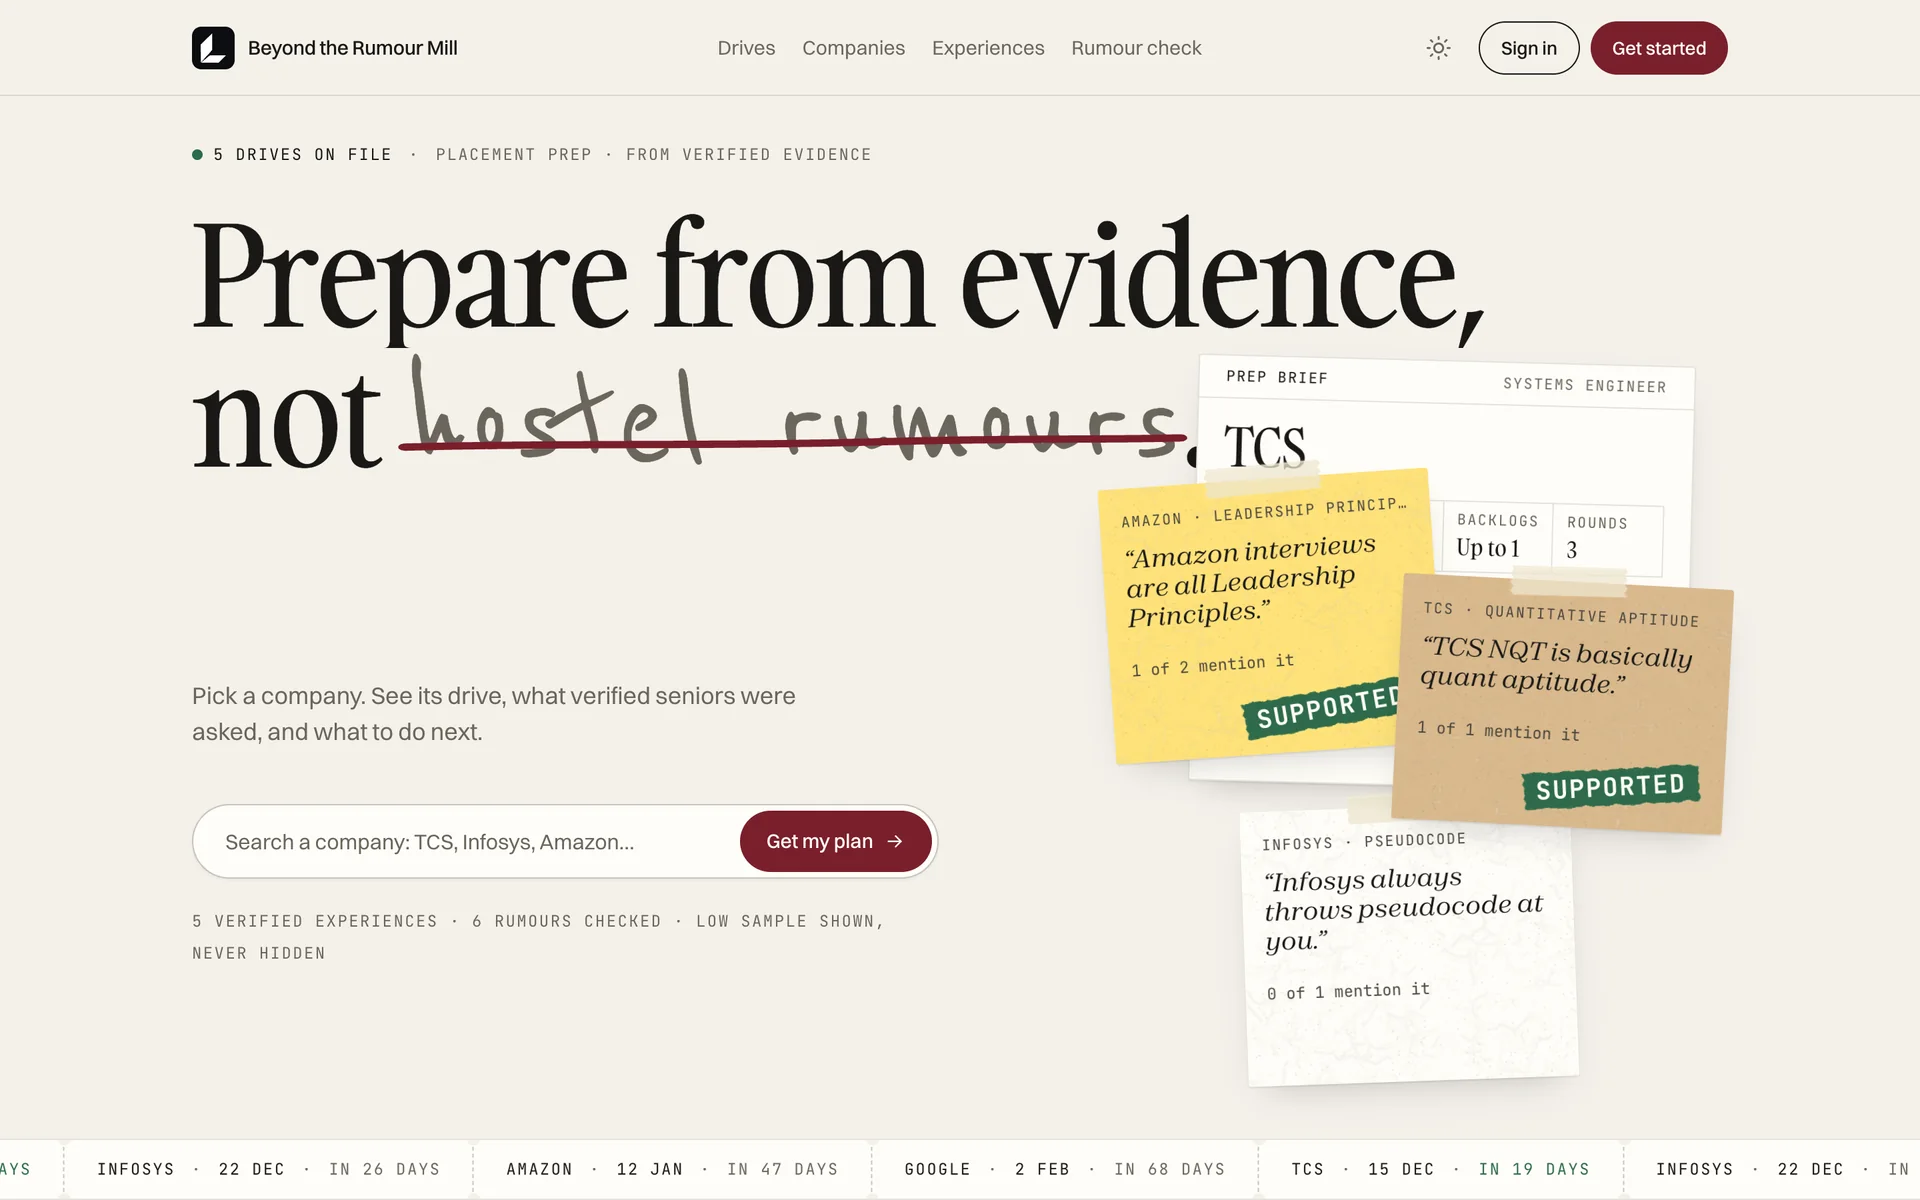 Beyond the Rumour Mill
Drives
Companies
Experiences
Rumour check
Sign in
Get started
5 DRIVES ON FILE · PLACEMENT PREP · FROM VERIFIED EVIDENCE
Prepare from evidence,
not hostel rumours.
PREP BRIEF
SYSTEMS ENGINEER
TCS
BACKLOGS
Up to 1
ROUNDS
3
AMAZON · LEADERSHIP PRINCIP…
“Amazon interviews
are all Leadership
Principles.”
1 of 2 mention it
SUPPORTED
TCS · QUANTITATIVE APTITUDE
“TCS NQT is basically
quant aptitude.”
1 of 1 mention it
SUPPORTED
INFOSYS · PSEUDOCODE
“Infosys always
throws pseudocode at
you.”
0 of 1 mention it
Pick a company. See its drive, what verified seniors were
asked, and what to do next.
Search a company: TCS, Infosys, Amazon...
Get my plan →
5 VERIFIED EXPERIENCES · 6 RUMOURS CHECKED · LOW SAMPLE SHOWN,
NEVER HIDDEN
AYS
INFOSYS · 22 DEC · IN 26 DAYS
AMAZON · 12 JAN · IN 47 DAYS
GOOGLE · 2 FEB · IN 68 DAYS
TCS · 15 DEC · IN 19 DAYS
INFOSYS · 22 DEC · IN